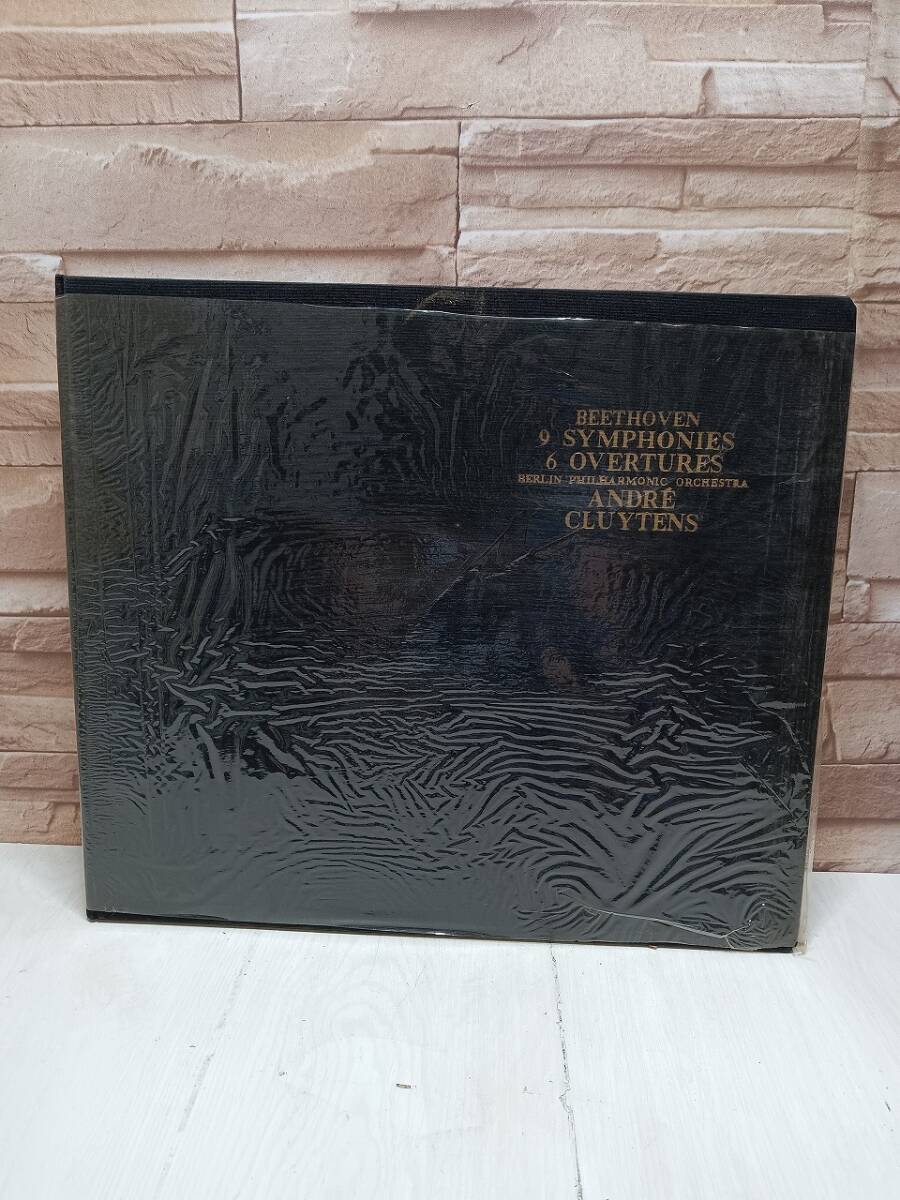 BEETHOVEN
9 SYMPHONIES
6 OVERTURES
BERLIN PHILHARMONIC ORCHESTRA
ANDRÉ
CLUYTENS